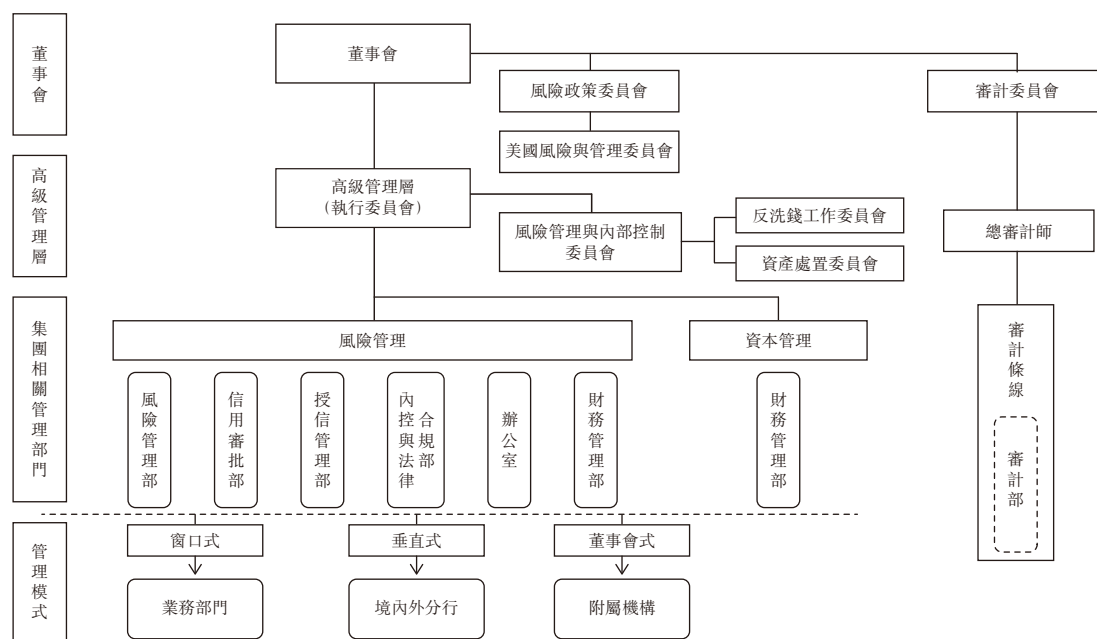 董事會
董事會
風險政策委員會
審計委員會
美國風險與管理委員會
高級管理層
高級管理層
(執行委員會)
風險管理與內部控制
委員會
反洗錢工作委員會
資產處置委員會
總審計師
集團相關管理部門
風險管理
資本管理
審計條線
風險管理部
信用審批部
授信管理部
內控與法律
合規部
辦公室
財務管理部
財務管理部
審計部
管理模式
窗口式
垂直式
董事會式
業務部門
境內外分行
附屬機構